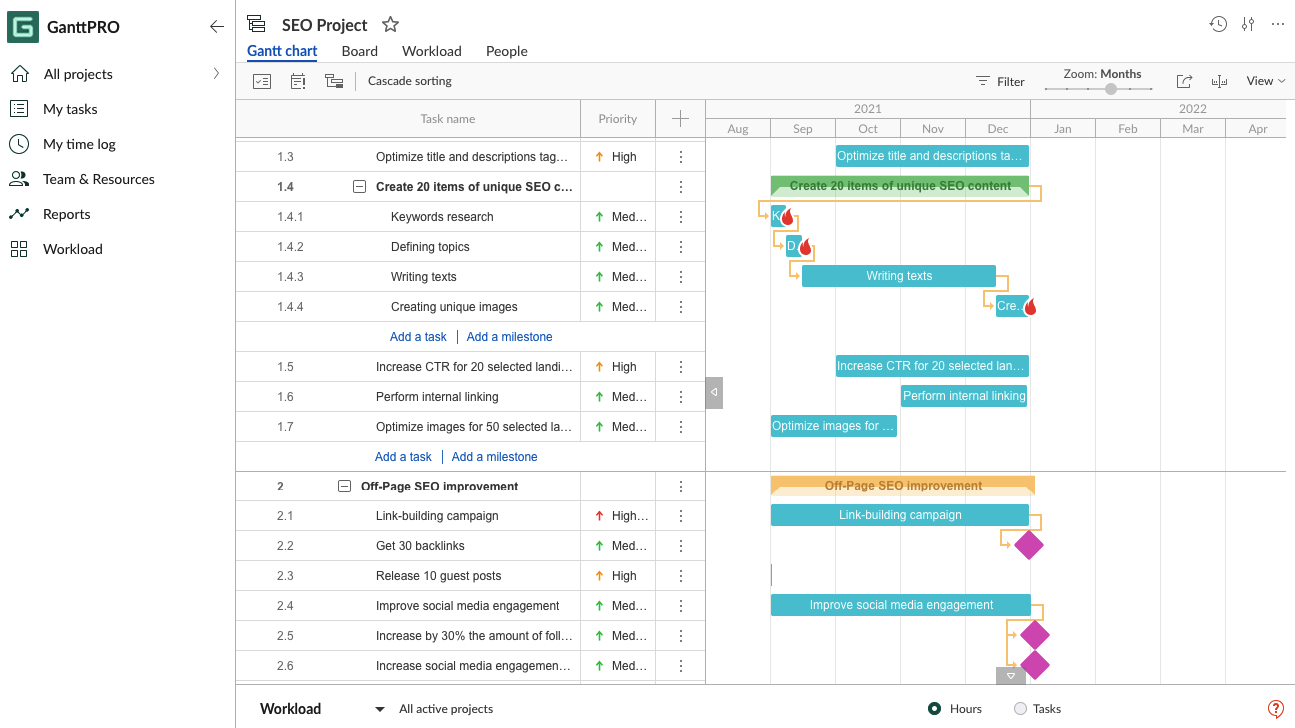 GanttPRO
All projects
My tasks
My time log
Team & Resources
Reports
Workload
SEO Project
Gantt chart Board Workload People
Cascade sorting
Filter
Zoom: Months
View
Task name Priority
2021 2022
Aug Sep Oct Nov Dec Jan Feb Mar Apr
1.3 Optimize title and descriptions tag... High Optimize title and descriptions ta...
1.4 Create 20 items of unique SEO c... Create 20 items of unique SEO content
1.4.1 Keywords research Med... K
1.4.2 Defining topics Med... D
1.4.3 Writing texts Med... Writing texts
1.4.4 Creating unique images Med... Cre...
Add a task | Add a milestone
1.5 Increase CTR for 20 selected landi... High Increase CTR for 20 selected lan...
1.6 Perform internal linking Med... Perform internal linking
1.7 Optimize images for 50 selected la... Med... Optimize images for ...
Add a task | Add a milestone
2 Off-Page SEO improvement Off-Page SEO improvement
2.1 Link-building campaign High... Link-building campaign
2.2 Get 30 backlinks Med...
2.3 Release 10 guest posts High
2.4 Improve social media engagement Med... Improve social media engagement
2.5 Increase by 30% the amount of foll... Med...
2.6 Increase social media engagemen... Med...
Workload All active projects Hours Tasks